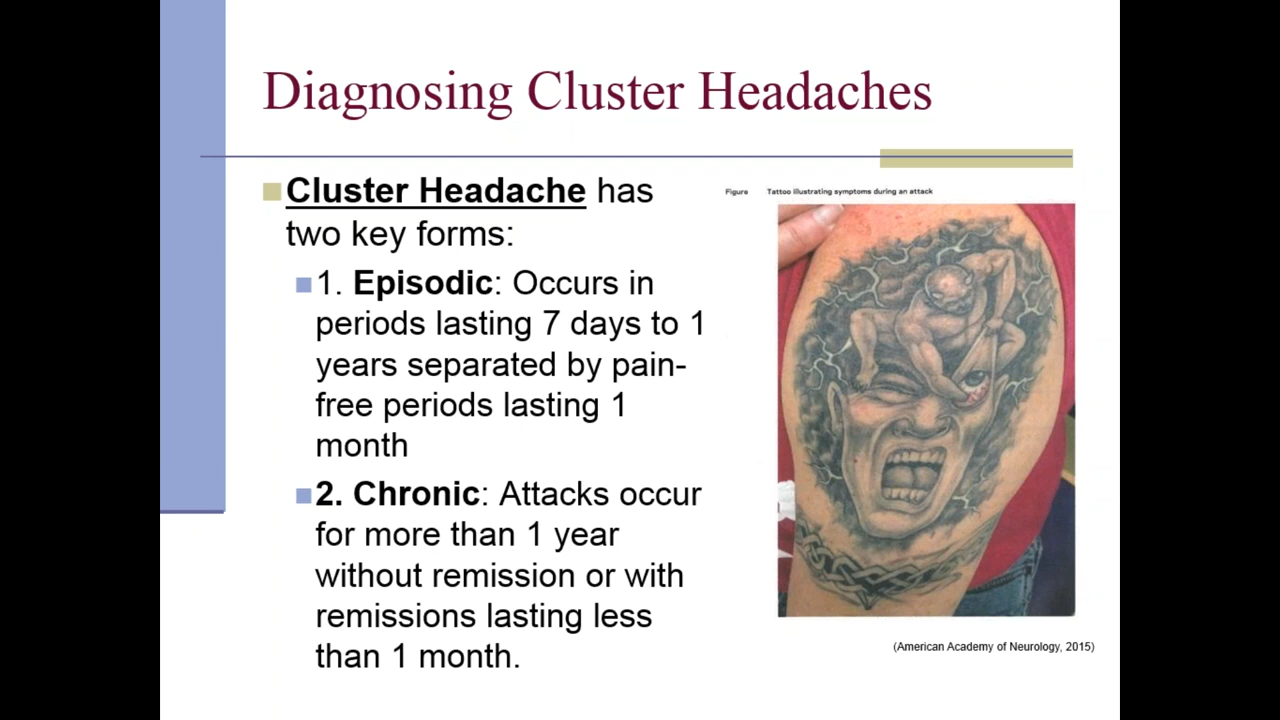 Diagnosing Cluster Headaches
Cluster Headache has
two key forms:
1. Episodic: Occurs in
periods lasting 7 days to 1
years separated by pain-
free periods lasting 1
month
2. Chronic: Attacks occur
for more than 1 year
without remission or with
remissions lasting less
than 1 month.
Figure Tattoo illustrating symptoms during an attack
(American Academy of Neurology, 2015)